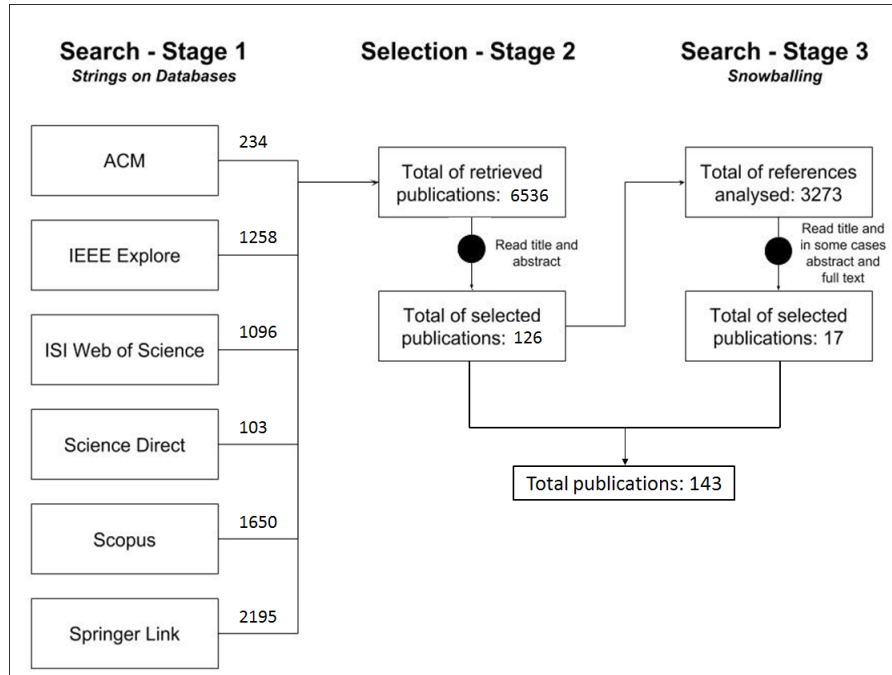 Search - Stage 1
Strings on Databases
ACM
234
IEEE Explore
1258
ISI Web of Science
1096
Science Direct
103
Scopus
1650
Springer Link
2195
Selection - Stage 2
Total of retrieved
publications: 6536
Read title and
abstract
Total of selected
publications: 126
Search - Stage 3
Snowballing
Total of references
analysed: 3273
Read title and
in some cases
abstract and
full text
Total of selected
publications: 17
Total publications: 143